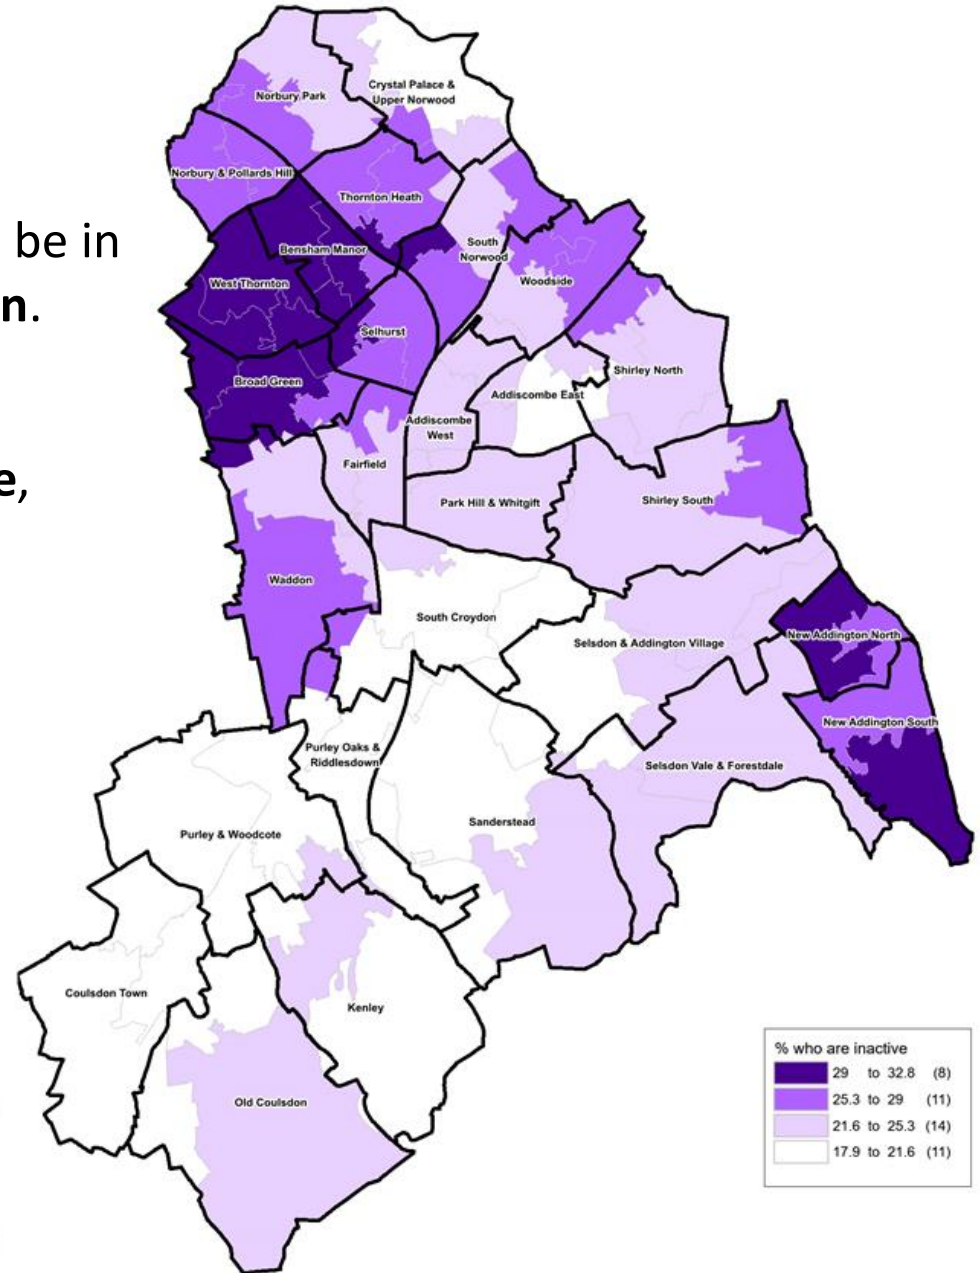 Crystal Palace &
Upper Norwood
Norbury Park
Norbury & Pollards Hill
Thornton Heath
be in
n.
Bensham Manor
South
Norwood
West Thornton
Woodside
Selhurst
Shirley North
Broad Green
Addiscombe East
Addiscombe
West
Fairfield
e,
Park Hill & Whitgift
Shirley South
Waddon
South Croydon
New Addington North
Selsdon & Addington Village
New Addington South
Purley Oaks &
Riddlesdown
Selsdon Vale & Forestdale
Sanderstead
Purley & Woodcote
Coulsdon Town
Kenley
Old Coulsdon
% who are inactive
29 to 32.8 (8)
25.3 to 29 (11)
21.6 to 25.3 (14)
17.9 to 21.6 (11)